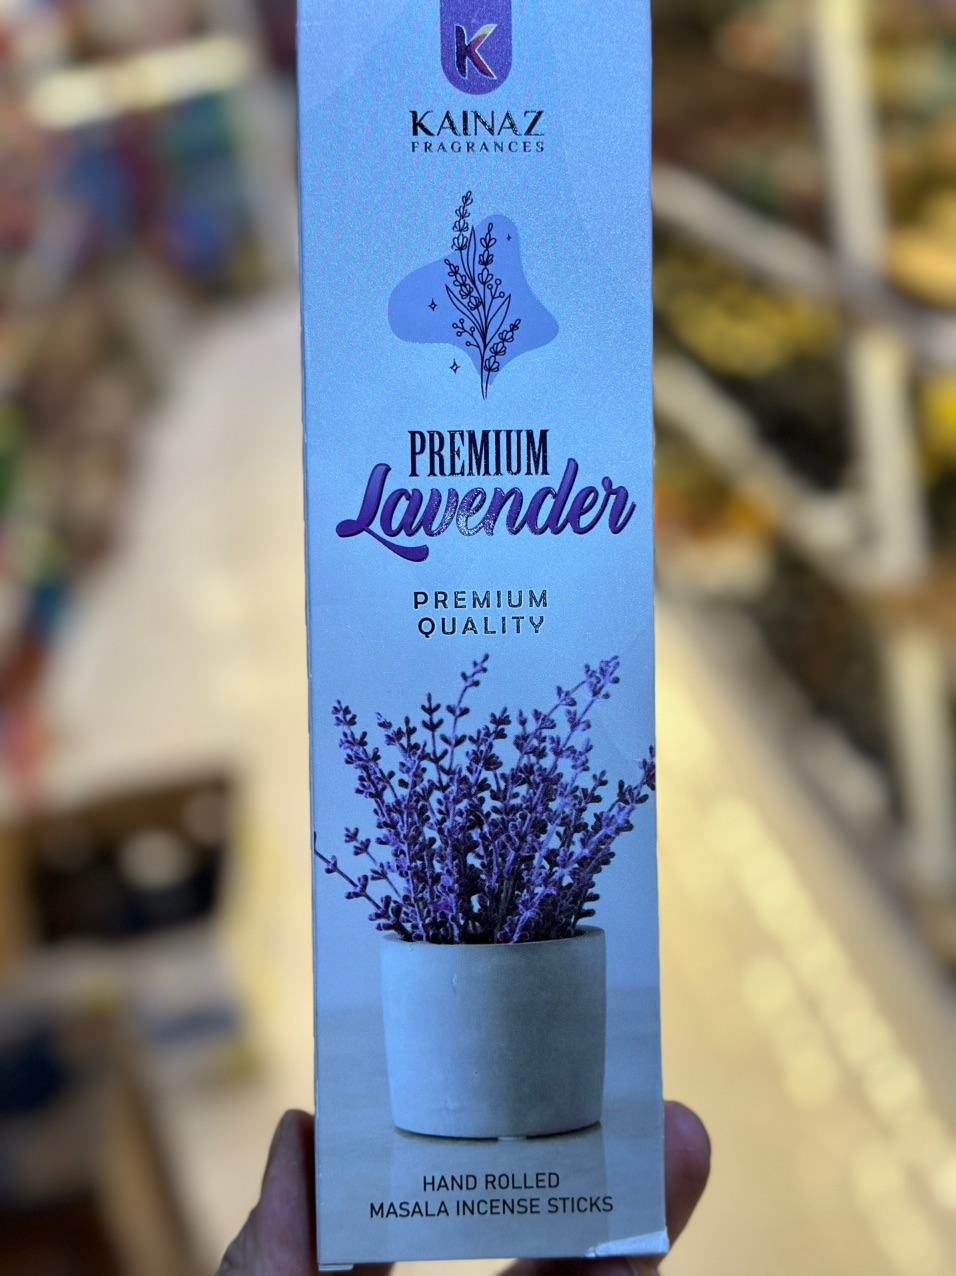 K
KAINAZ
FRAGRANCES
PREMIUM
Lavender
PREMIUM
QUALITY
HAND ROLLED
MASALA INCENSE STICKS